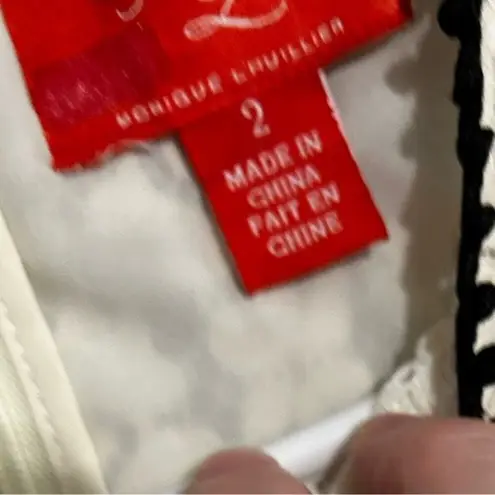 MONIQUE LHUILLIER
2
MADE IN
CHINA
FAIT EN
CHINE